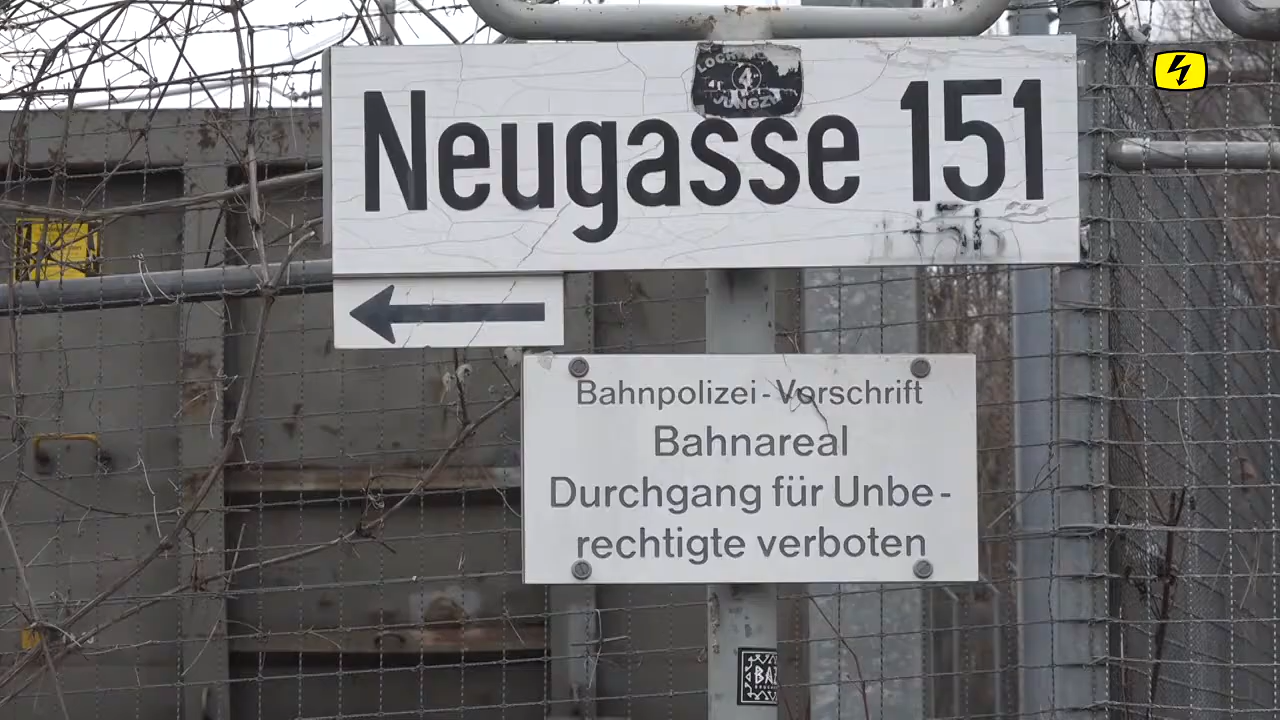 Neugasse 151
Bahnpolizei-Vorschrift
Bahnareal
Durchgang für Unbe-
rechtigte verboten